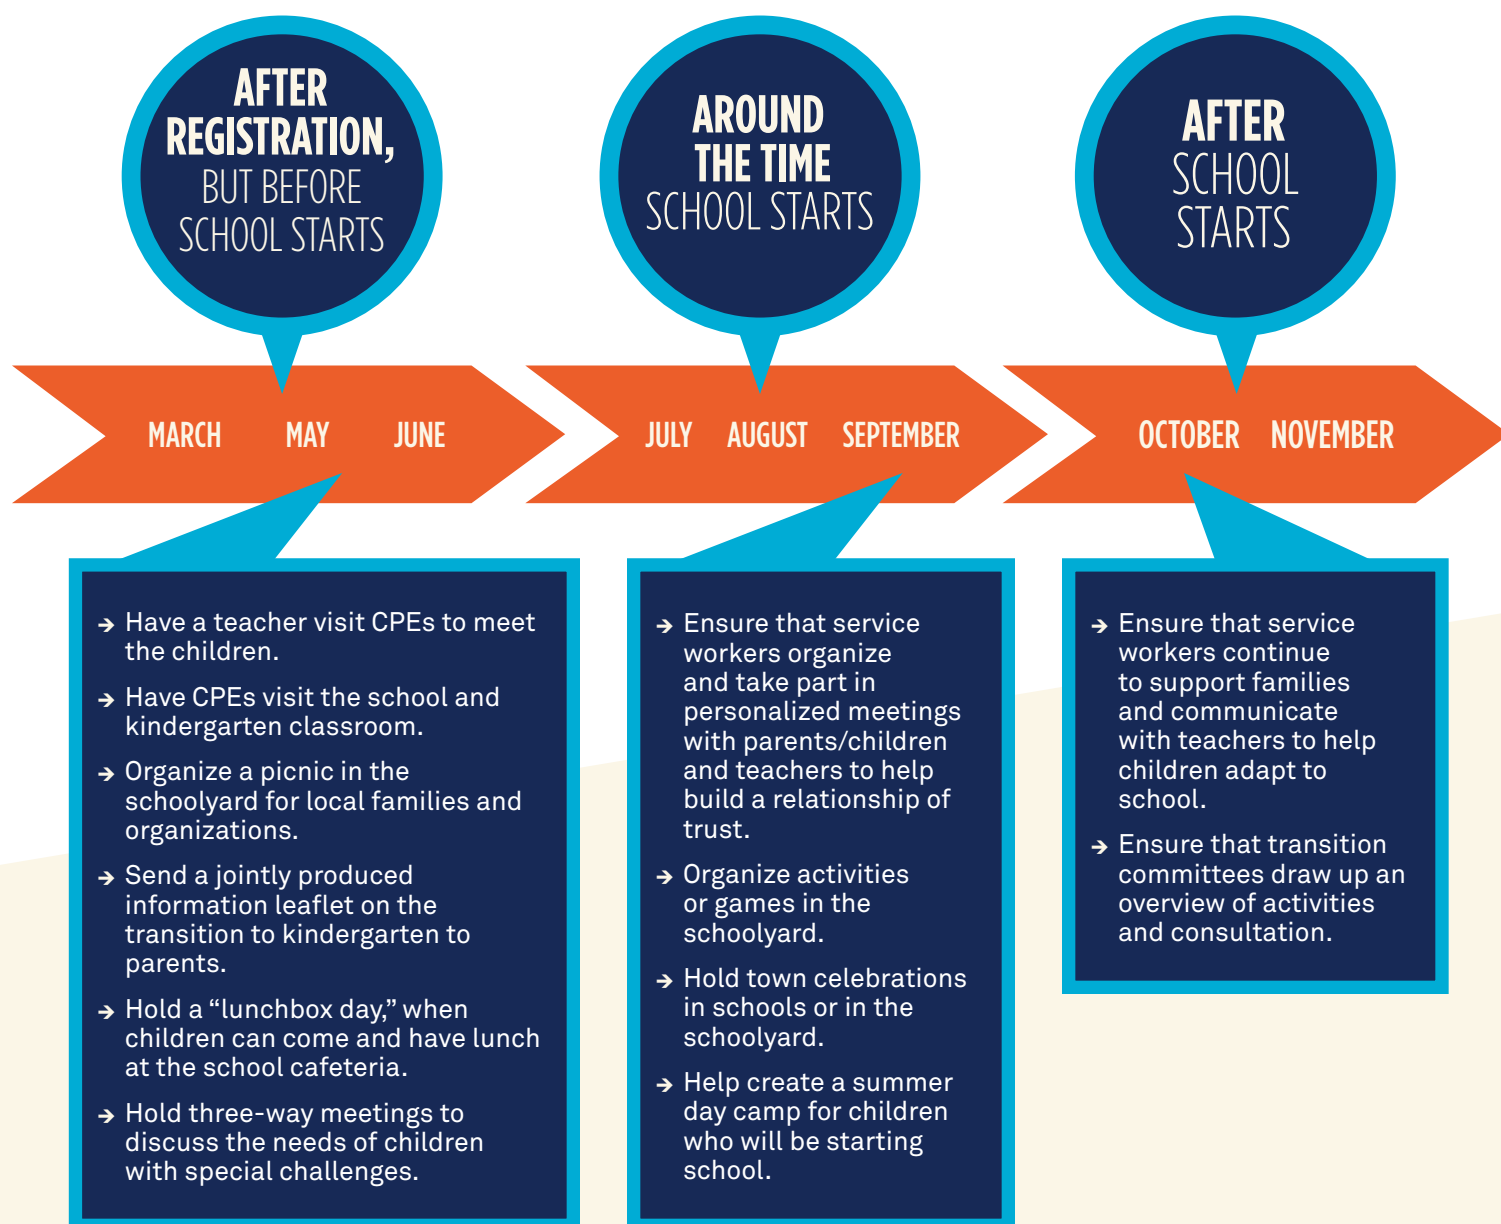 AFTER
REGISTRATION,
BUT BEFORE
SCHOOL STARTS
AROUND
THE TIME
SCHOOL STARTS
AFTER
SCHOOL
STARTS
MARCH MAY JUNE
JULY AUGUST SEPTEMBER
OCTOBER NOVEMBER
→ Have a teacher visit CPEs to meet
the children.
→ Have CPEs visit the school and
kindergarten classroom.
→ Organize a picnic in the
schoolyard for local families and
organizations.
→ Send a jointly produced
information leaflet on the
transition to kindergarten to
parents.
→ Hold a “lunchbox day,” when
children can come and have lunch
at the school cafeteria.
→ Hold three-way meetings to
discuss the needs of children
with special challenges.
→ Ensure that service
workers organize
and take part in
personalized meetings
with parents/children
and teachers to help
build a relationship of
trust.
→ Organize activities
or games in the
schoolyard.
→ Hold town celebrations
in schools or in the
schoolyard.
→ Help create a summer
day camp for children
who will be starting
school.
→ Ensure that service
workers continue
to support families
and communicate
with teachers to help
children adapt to
school.
→ Ensure that transition
committees draw up an
overview of activities
and consultation.